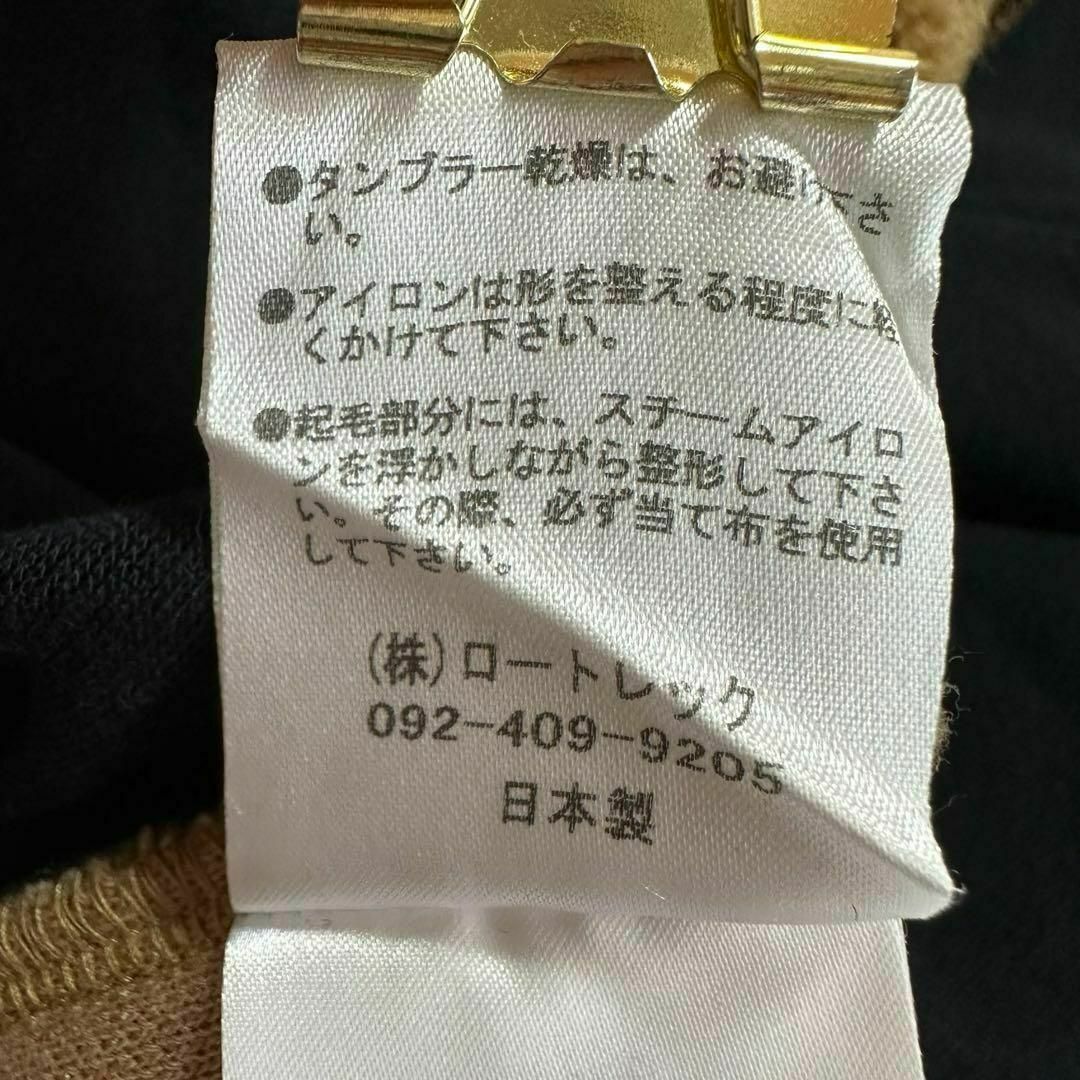 ●タンブラー乾燥は、お避け下さ
い。
●アイロンは形を整える程度に軽
くかけて下さい。
●起毛部分には、スチームアイロ
ンを浮かしながら整形して下さ
い。その際、必ず当て布を使用
して下さい。
(株)ロートレック
092-409-9205
日本製